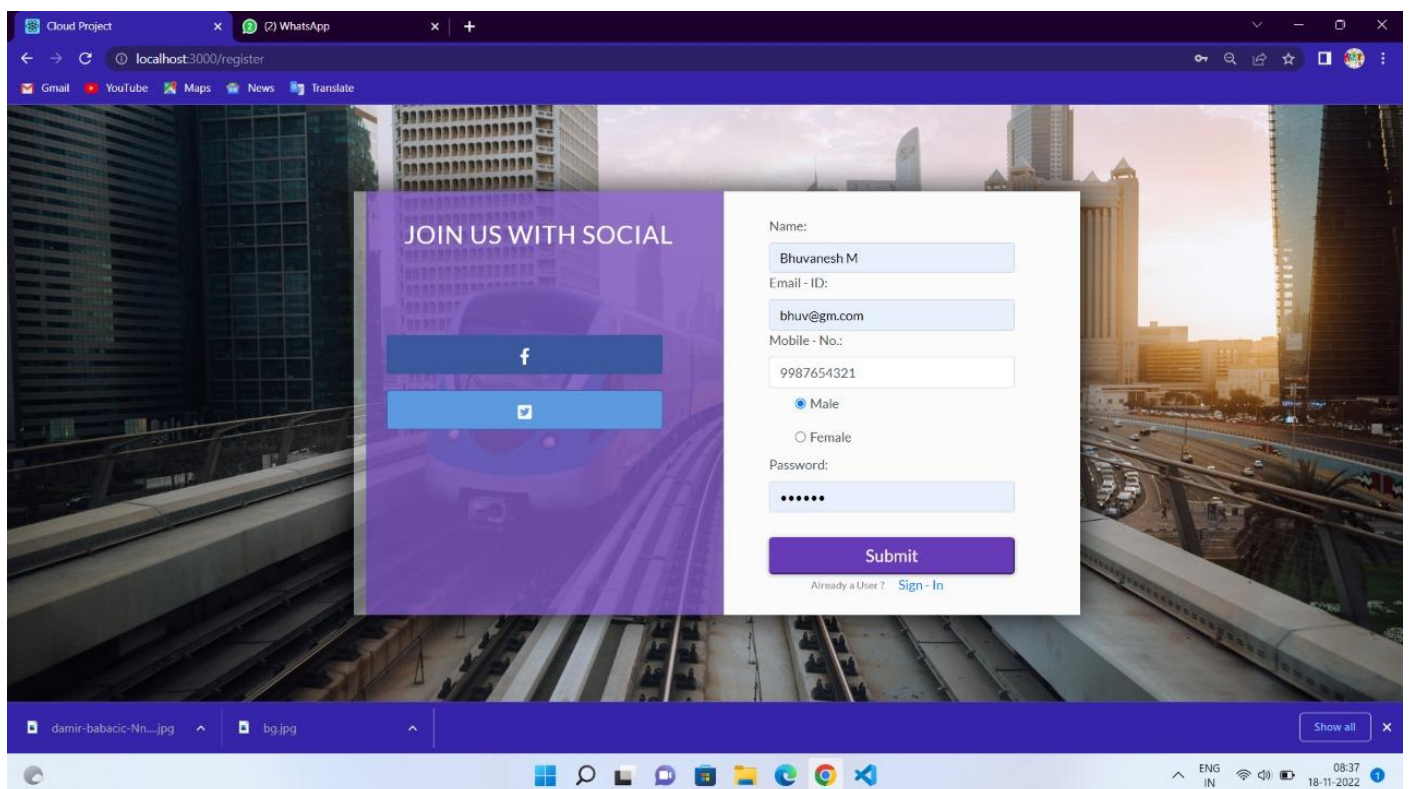 Cloud Project
(2) WhatsApp
localhost:3000/register
Gmail YouTube Maps News Translate
JOIN US WITH SOCIAL
Name:
Bhuvanesh M
Email - ID:
bhuv@gm.com
Mobile - No.:
9987654321
Male
Female
Password:
••••••
Submit
Already a User ? Sign - In
damir-babacic-Nn....jpg
bg.jpg
Show all
ENG
IN
08:37
18-11-2022
1